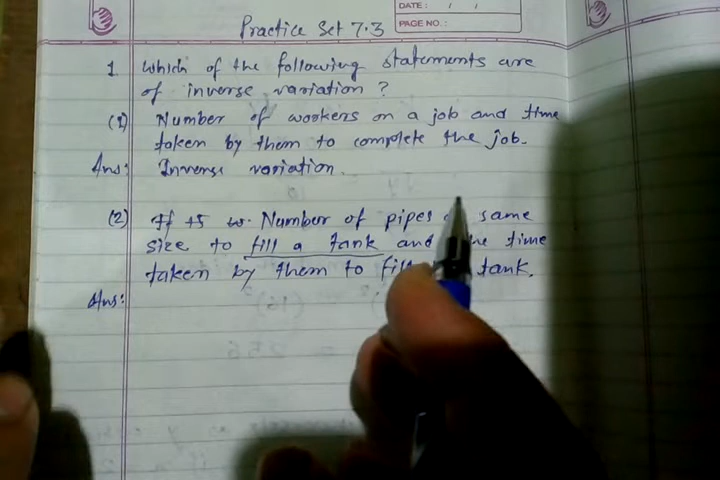 DATE: / /
PAGE NO.:
Practice Set 7.3
1 which of the following statements are
of inverse variation ?
(1) Number of workers on a job and time
taken by them to complete the job.
Ans: Inverse variation.
(2) Number of pipes same
size to fill a tank and time
taken by them to tank.
Ans: